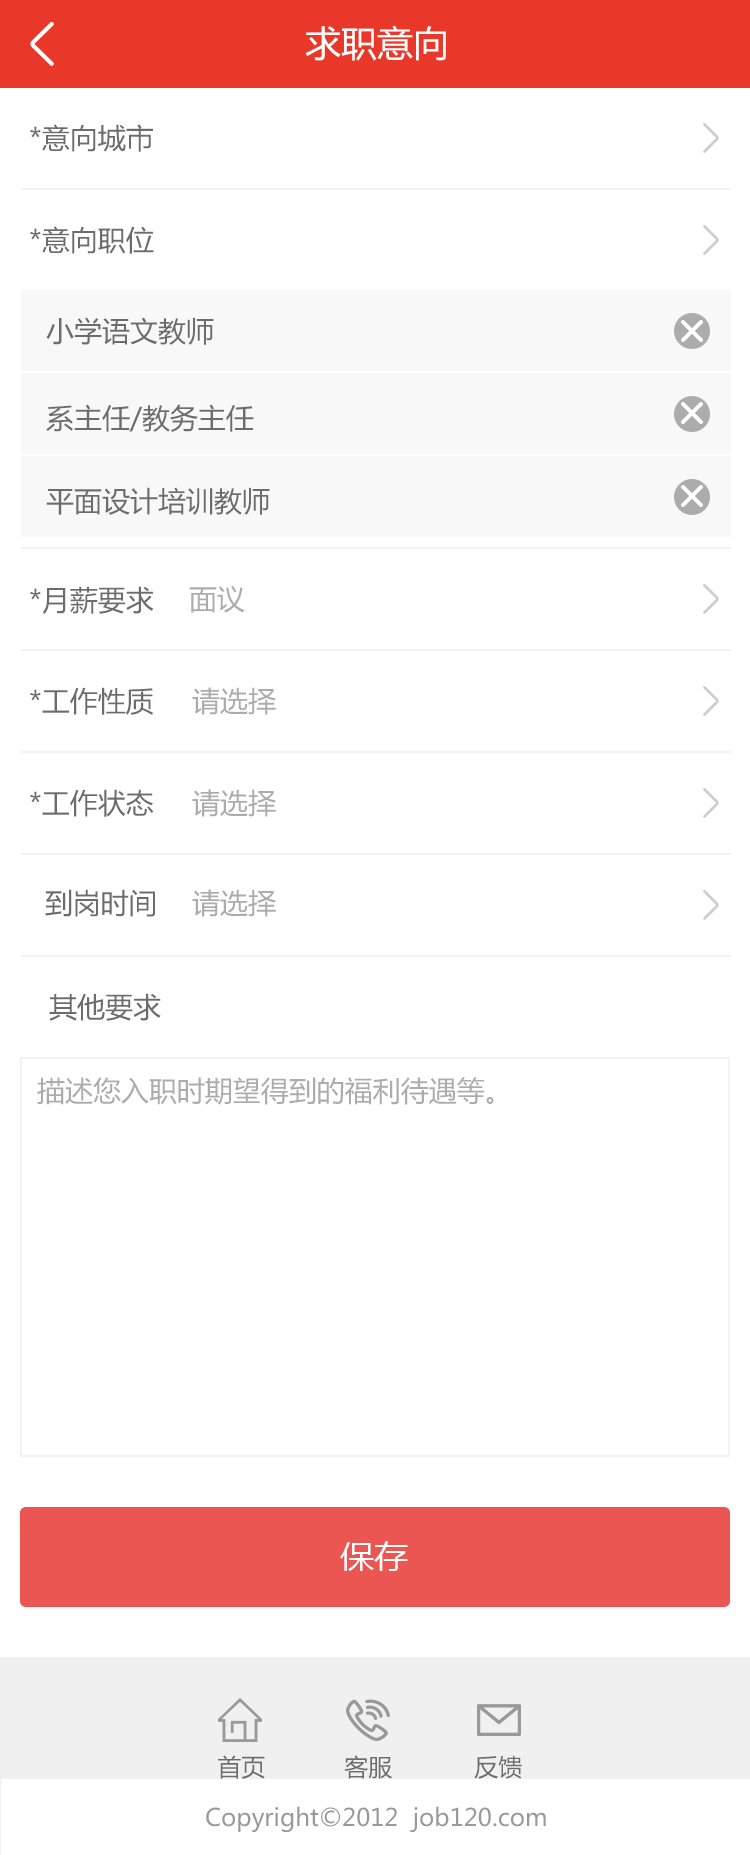 求职意向
*意向城市
*意向职位
小学语文教师
系主任/教务主任
平面设计培训教师
*月薪要求 面议
*工作性质 请选择
*工作状态 请选择
到岗时间 请选择
其他要求
描述您入职时期望得到的福利待遇等。
保存
首页 客服 反馈
Copyright©2012 job120.com